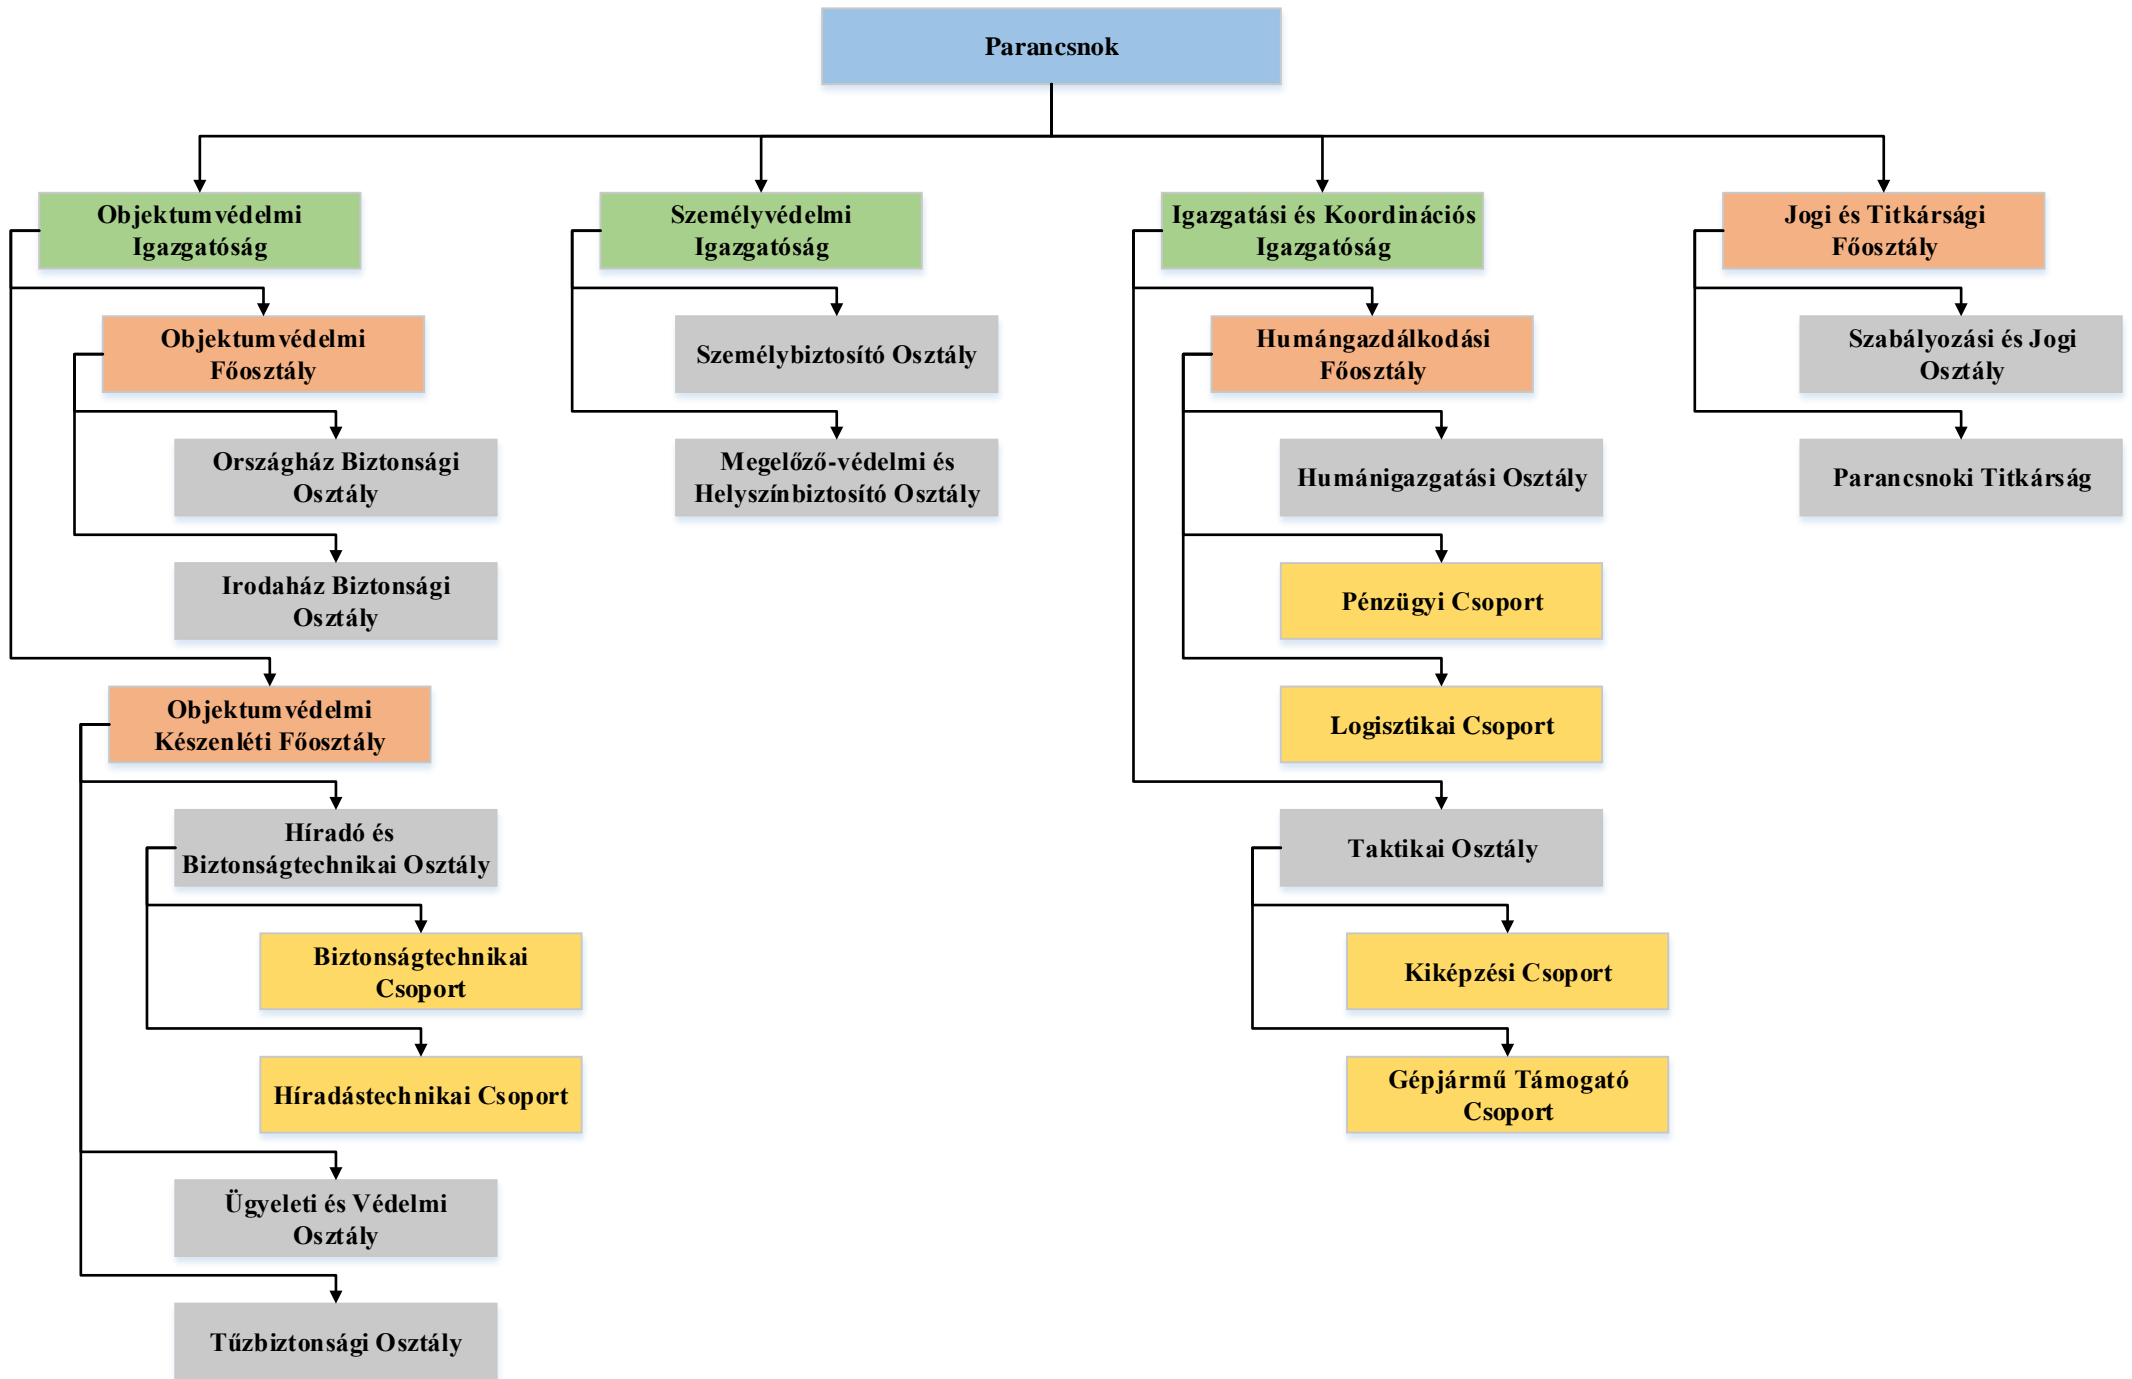 Parancsnok
Objektumvédelmi
Igazgatóság
Személyvédelmi
Igazgatóság
Igazgatási és Koordinációs
Igazgatóság
Jogi és Titkársági
Főosztály
Objektumvédelmi
Főosztály
Országház Biztonsági
Osztály
Irodaház Biztonsági
Osztály
Objektumvédelmi
Készenléti Főosztály
Híradó és
Biztonságtechnikai Osztály
Biztonságtechnikai
Csoport
Híradástechnikai Csoport
Ügyeleti és Védelmi
Osztály
Tűzbiztonsági Osztály
Személybiztosító Osztály
Megelőző-védelmi és
Helyszínbiztosító Osztály
Humángazdálkodási
Főosztály
Humánigazgatási Osztály
Pénzügyi Csoport
Logisztikai Csoport
Taktikai Osztály
Kiképzési Csoport
Gépjármű Támogató
Csoport
Szabályozási és Jogi
Osztály
Parancsnoki Titkárság